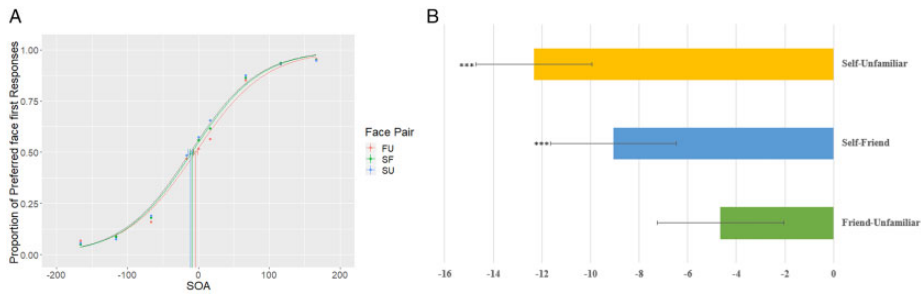 A
Proportion of Preferred face first Responses
1.00
0.75
0.50
0.25
0.00
-200 -100 0 100 200
SOA
Face Pair
FU
SF
SU
B
*** Self-Unfamiliar
*** Self-Friend
Friend-Unfamiliar
-16 -14 -12 -10 -8 -6 -4 -2 0